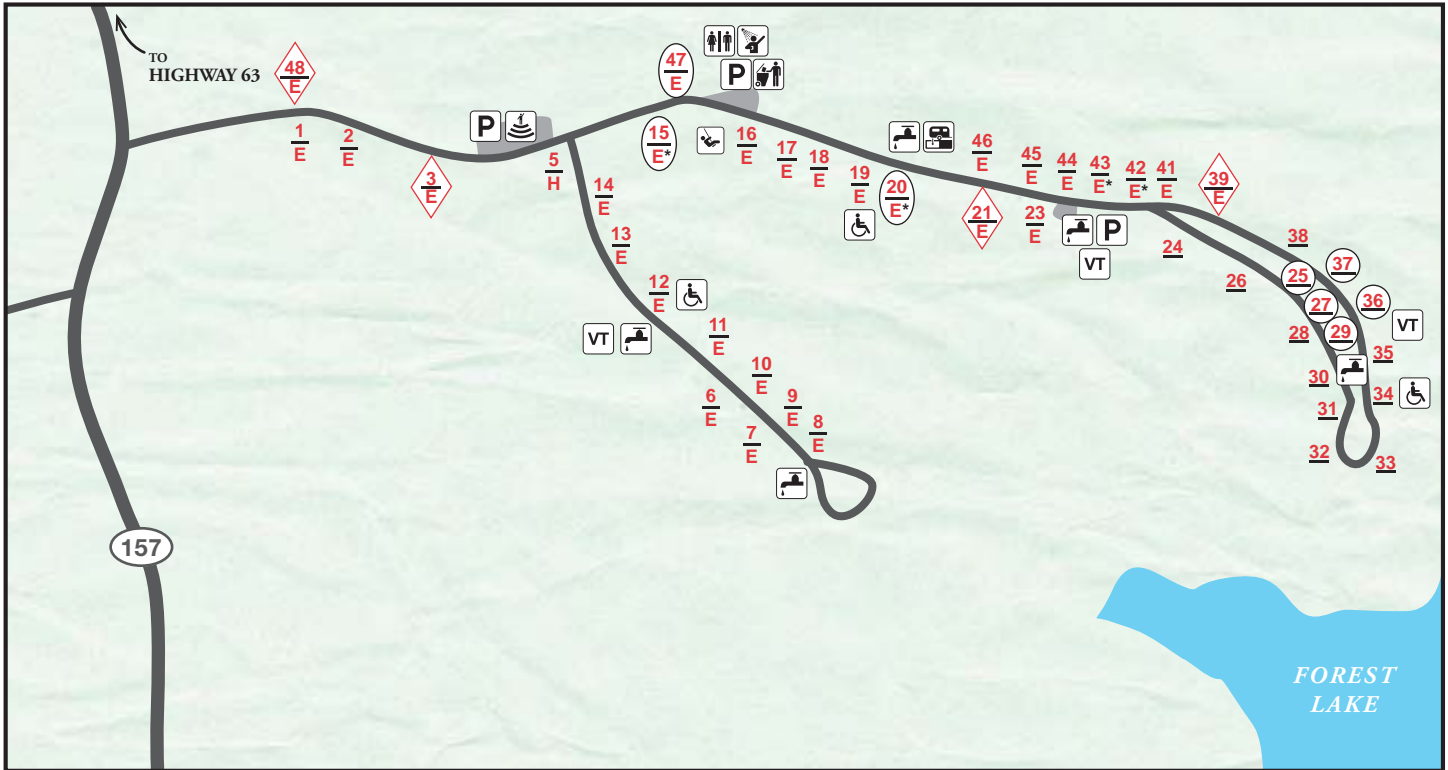 TO
HIGHWAY 63
48
E
1
E
2
E
3
E
P
5
H
47
E
P
15
E*
16
E
17
E
18
E
19
E
20
E*
46
E
21
E
45
E
23
E
44
E
43
E*
42
E*
41
E
39
E
P
VT
14
E
13
E
12
E
VT
11
E
10
E
6
E
9
E
7
E
8
E
24
26
38
25
37
27
36
28
29
VT
35
30
34
31
32
33
157
FOREST
LAKE